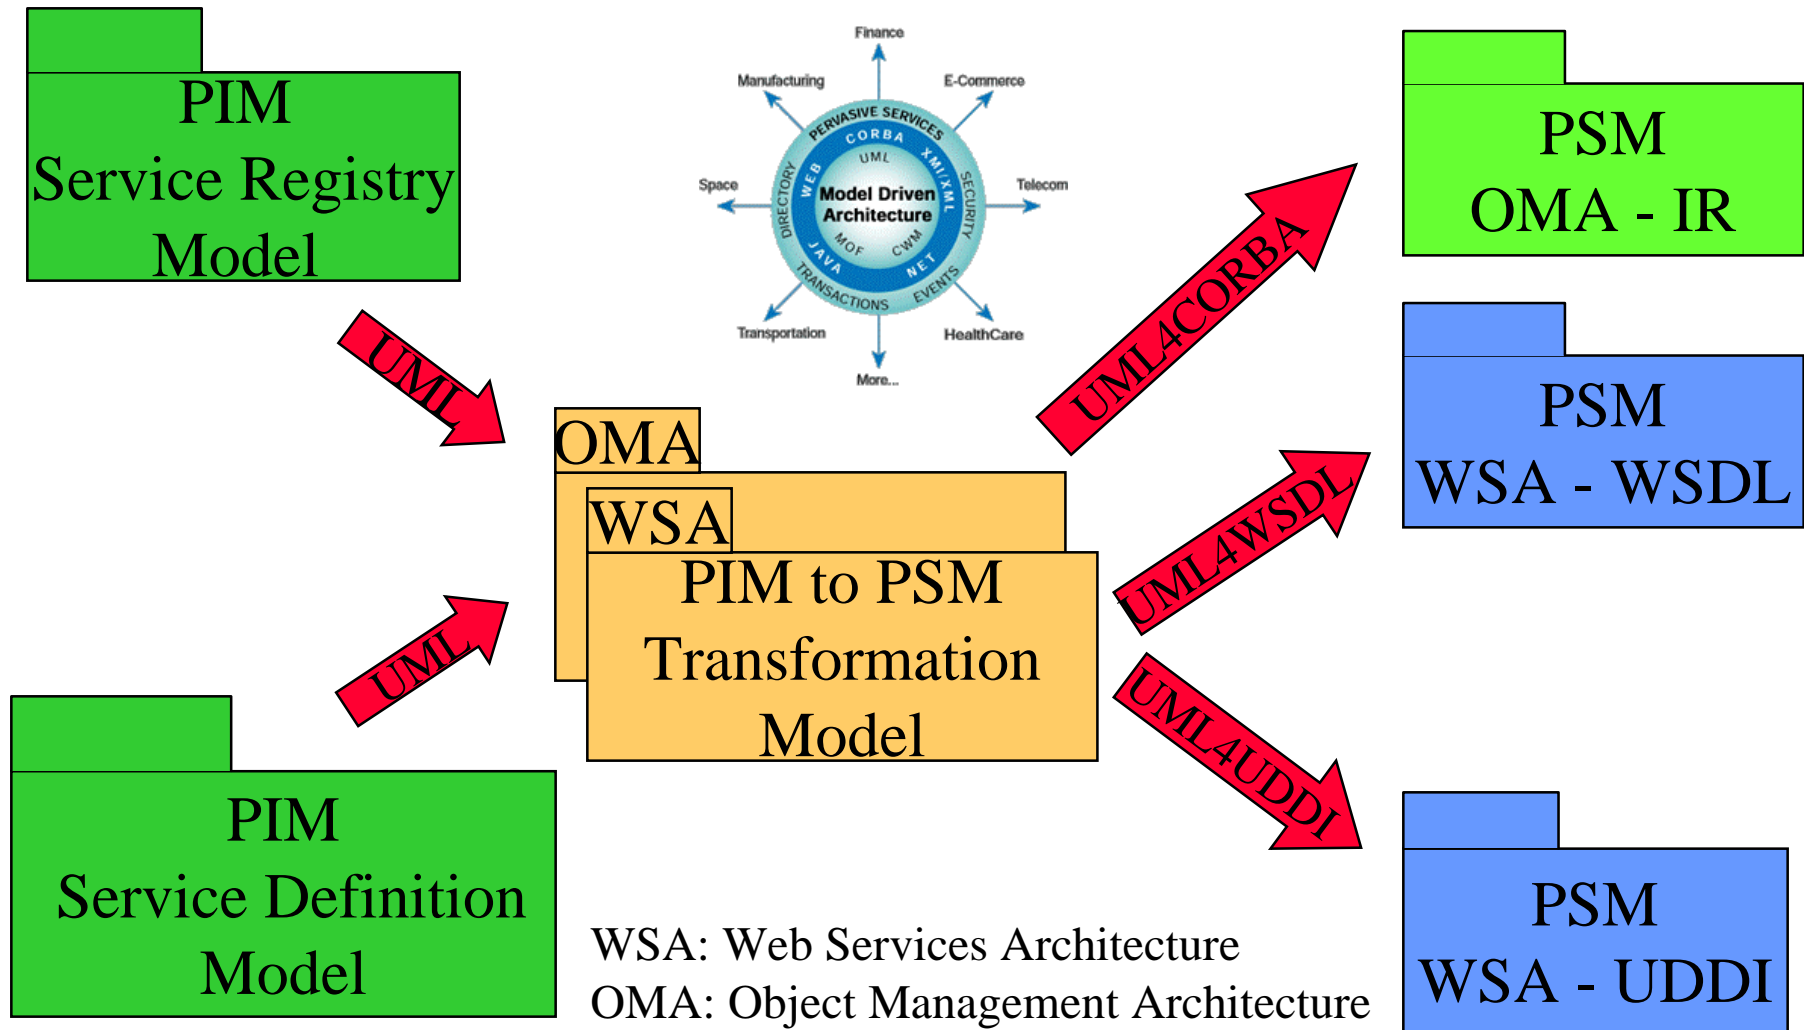 PIM
Service Registry
Model
UML
PIM
Service Definition
Model
UML
Finance
Manufacturing
E-Commerce
Space
Telecom
Transportation
HealthCare
More...
PERVASIVE SERVICES
DIRECTORY
SECURITY
TRANSACTIONS
EVENTS
CORBA
WEB
XMI/XML
JAVA
NET
UML
Model Driven
Architecture
MOF
CWM
OMA
WSA
PIM to PSM
Transformation
Model
UML4CORBA
UML4WSDL
UML4UDDI
PSM
OMA - IR
PSM
WSA - WSDL
PSM
WSA - UDDI
WSA: Web Services Architecture
OMA: Object Management Architecture